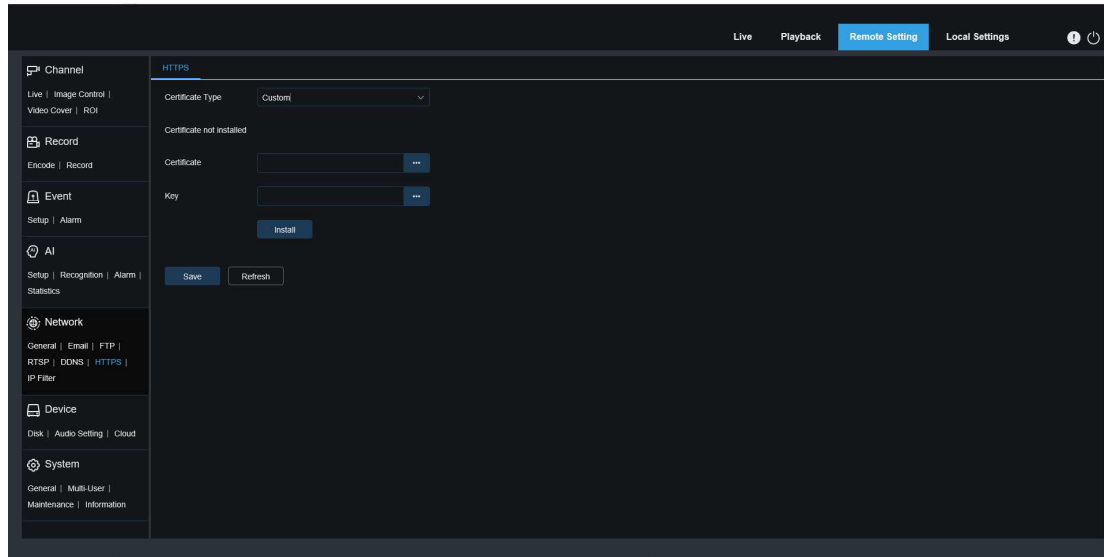 Live Playback Remote Setting Local Settings
Channel
Live | Image Control |
Video Cover | ROI
Record
Encode | Record
Event
Setup | Alarm
AI
Setup | Recognition | Alarm |
Statistics
Network
General | Email | FTP |
RTSP | DDNS | HTTPS |
IP Filter
Device
Disk | Audio Setting | Cloud
System
General | Multi-User |
Maintenance | Information
HTTPS
Certificate Type Custom
Certificate not installed
Certificate ...
Key ...
Install
Save Refresh